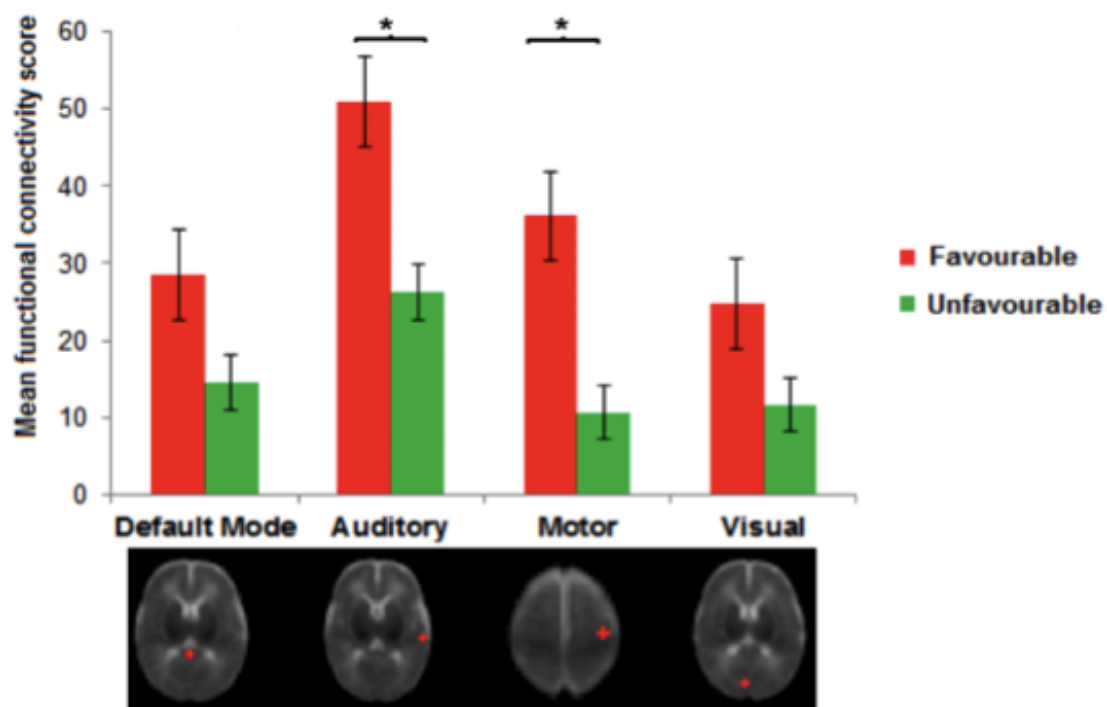 Mean functional connectivity score
60
50
40
30
20
10
0
*
*
Default Mode
Auditory
Motor
Visual
Favourable
Unfavourable